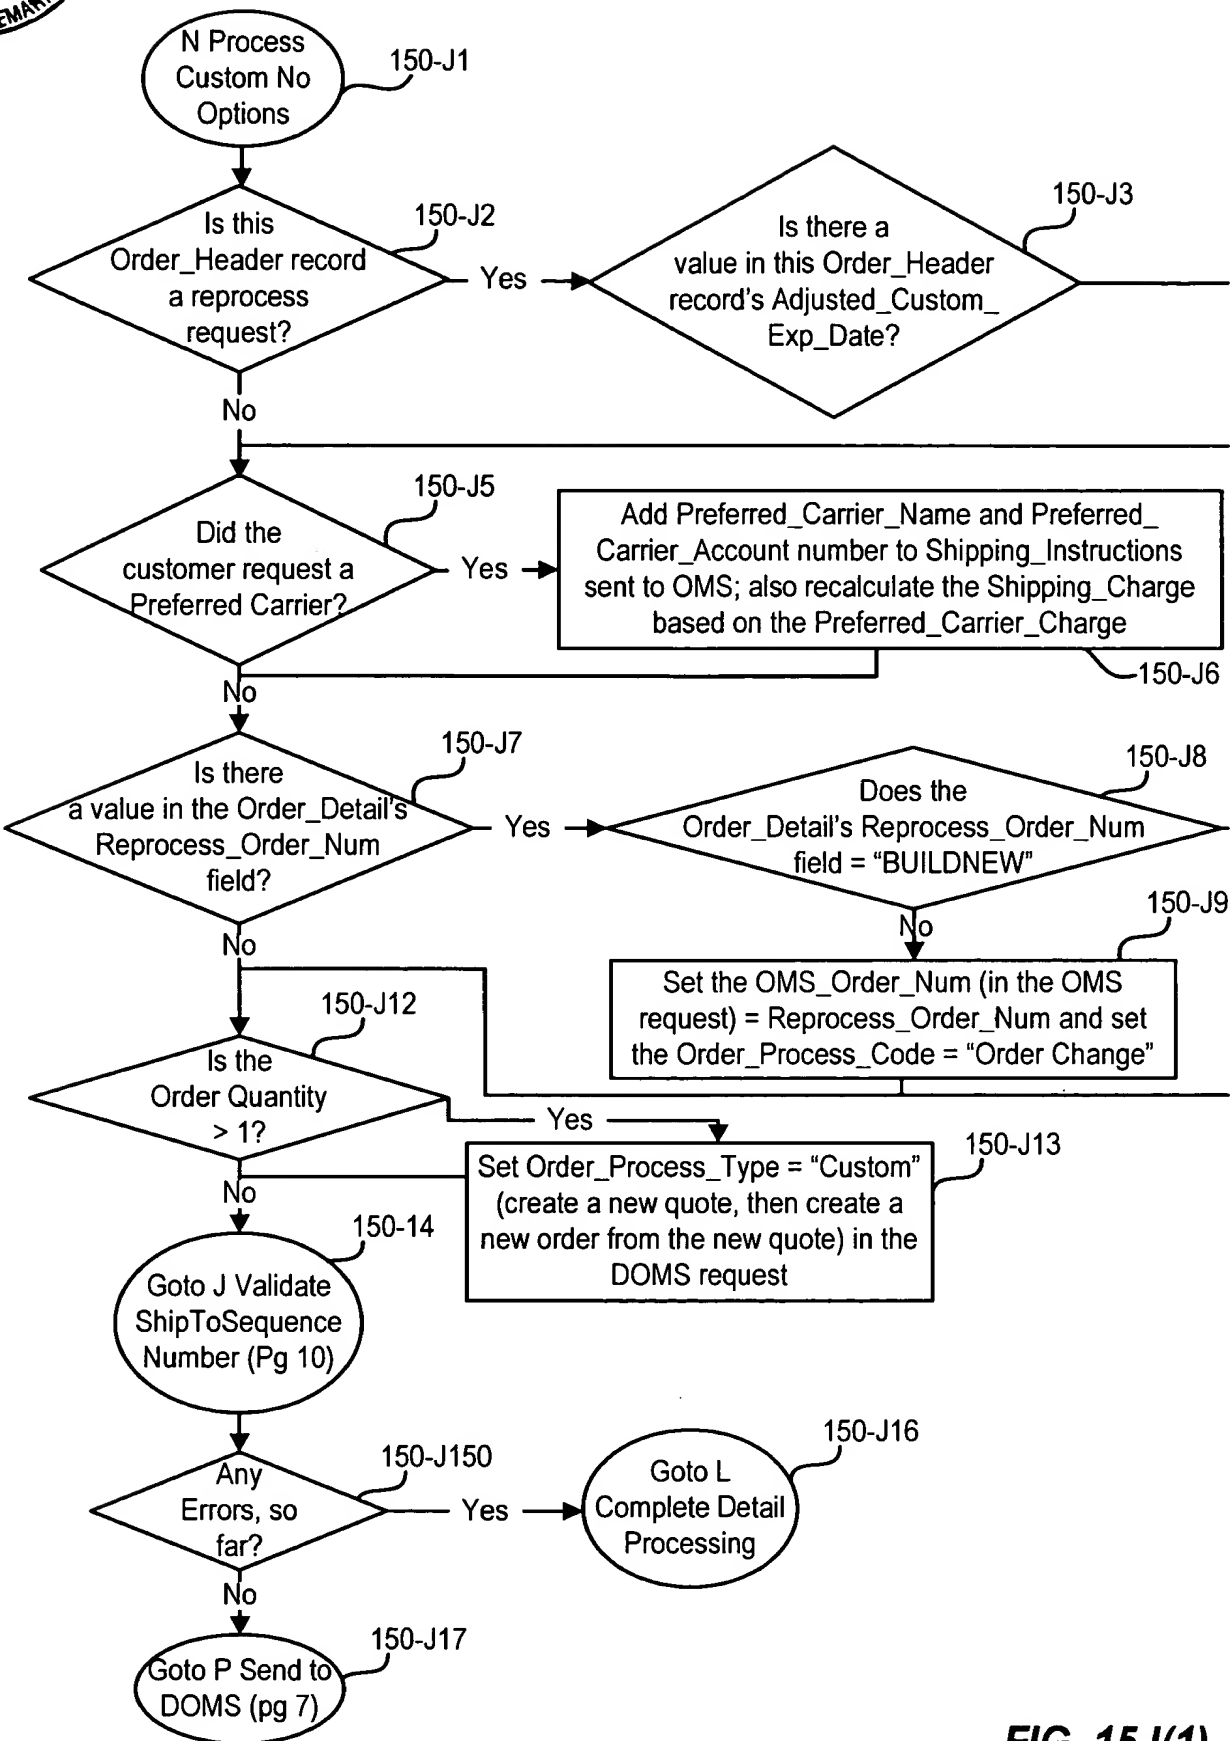 EMARK
N Process
Custom No
Options
150-J1
Is this
Order_Header record
a reprocess
request?
150-J2
Yes
Is there a
value in this Order_Header
record's Adjusted_Custom_
Exp_Date?
150-J3
No
Did the
customer request a
Preferred Carrier?
150-J5
Yes
Add Preferred_Carrier_Name and Preferred_
Carrier_Account number to Shipping_Instructions
sent to OMS; also recalculate the Shipping_Charge
based on the Preferred_Carrier_Charge
150-J6
No
Is there
a value in the Order_Detail's
Reprocess_Order_Num
field?
150-J7
Yes
Does the
Order_Detail's Reprocess_Order_Num
field = “BUILDNEW”
150-J8
No
150-J9
Set the OMS_Order_Num (in the OMS
request) = Reprocess_Order_Num and set
the Order_Process_Code = “Order Change”
No
Is the
Order Quantity
> 1?
150-J12
Yes
Set Order_Process_Type = “Custom”
(create a new quote, then create a
new order from the new quote) in the
DOMS request
150-J13
No
Goto J Validate
ShipToSequence
Number (Pg 10)
150-14
Any
Errors, so
far?
150-J150
Yes
Goto L
Complete Detail
Processing
150-J16
No
Goto P Send to
DOMS (pg 7)
150-J17
FIG. 15J(1)